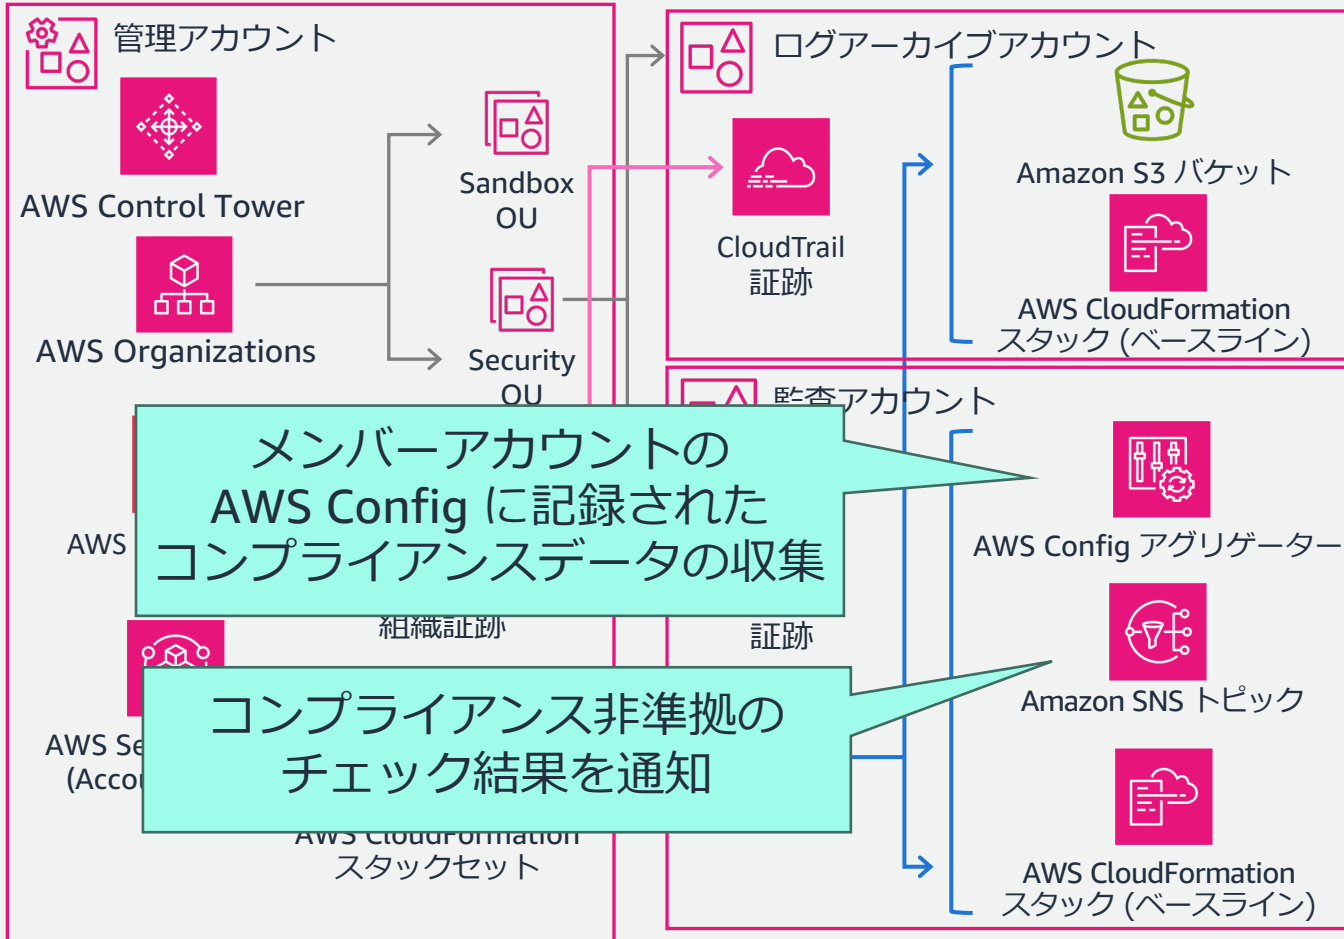 管理アカウント
AWS Control Tower
AWS Organizations
Sandbox
OU
Security
OU
ログアーカイブアカウント
CloudTrail
証跡
Amazon S3 バケット
AWS CloudFormation
スタック (ベースライン)
監査アカウント
メンバーアカウントの
AWS Config に記録された
コンプライアンスデータの収集
AWS
組織証跡
証跡
AWS Config アグリゲーター
コンプライアンス非準拠の
チェック結果を通知
Amazon SNS トピック
AWS
AWS CloudFormation
スタックセット
AWS CloudFormation
スタック (ベースライン)